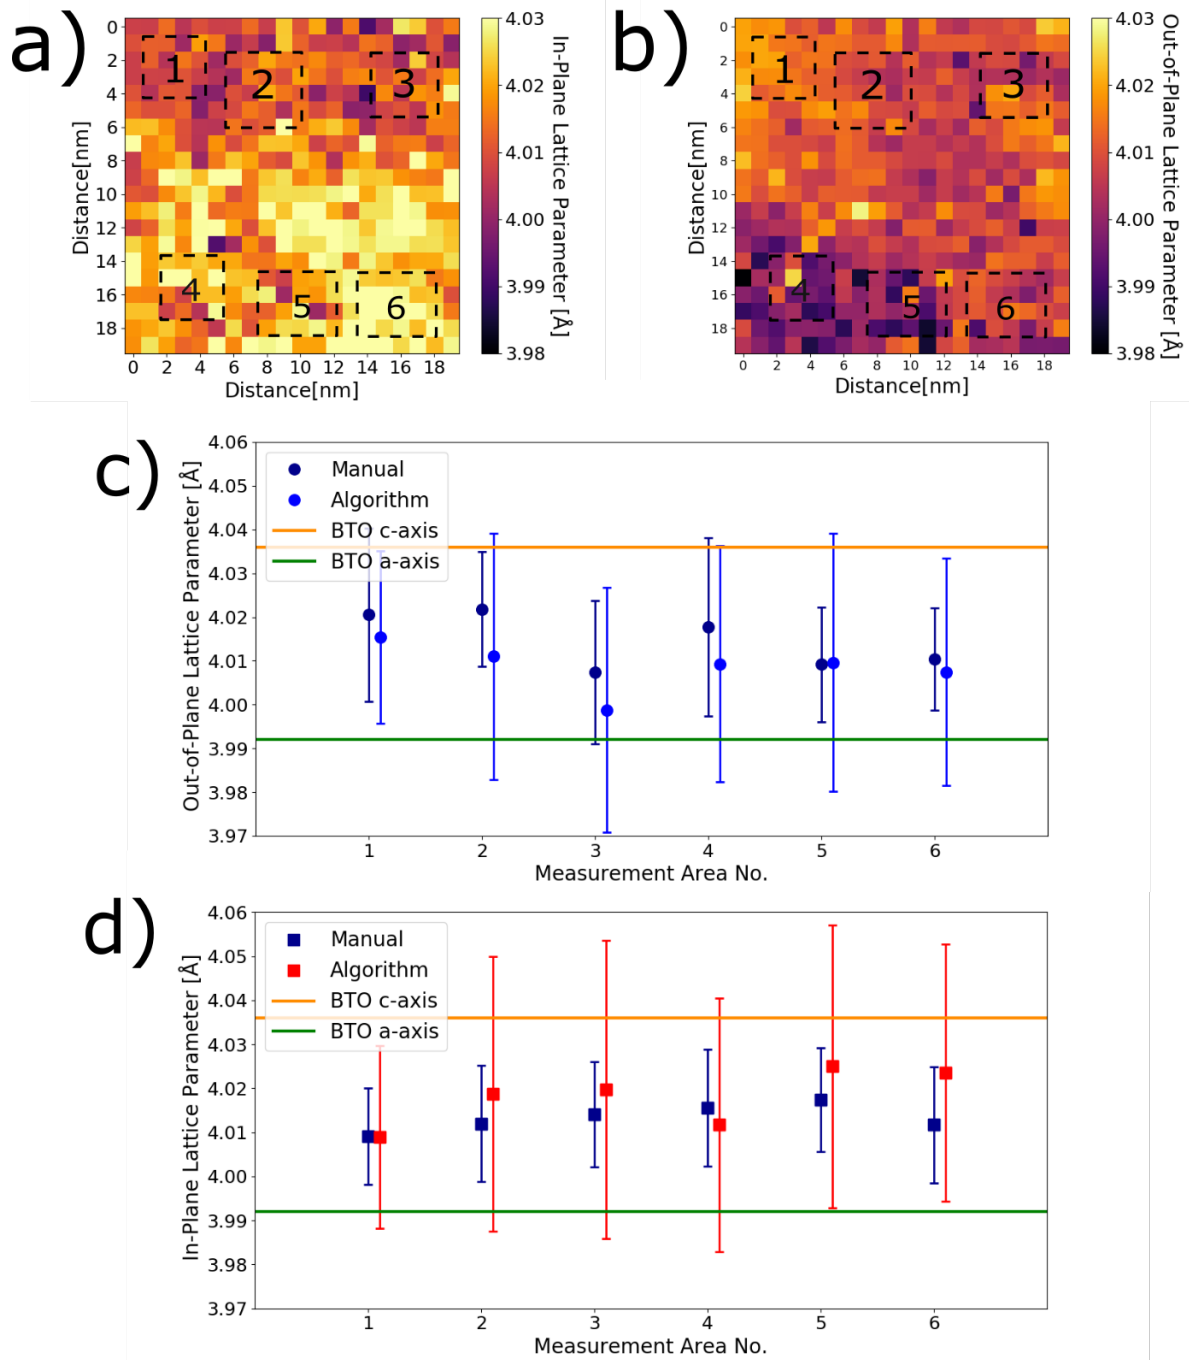 a)
0
2
4
6
8
10
12
14
16
18
Distance[nm]
1
2
3
4
5
6
0 2 4 6 8 10 12 14 16 18
Distance[nm]
4.03
4.02
4.01
4.00
3.99
3.98
In-Plane Lattice Parameter [Å]
b)
0
2
4
6
8
10
12
14
16
18
Distance[nm]
1
2
3
4
5
6
0 2 4 6 8 10 12 14 16 18
Distance[nm]
4.03
4.02
4.01
4.00
3.99
3.98
Out-of-Plane Lattice Parameter [Å]
c)
Out-of-Plane Lattice Parameter [Å]
4.06
4.05
4.04
4.03
4.02
4.01
4.00
3.99
3.98
3.97
Manual
Algorithm
BTO c-axis
BTO a-axis
1 2 3 4 5 6
Measurement Area No.
d)
In-Plane Lattice Parameter [Å]
4.06
4.05
4.04
4.03
4.02
4.01
4.00
3.99
3.98
3.97
Manual
Algorithm
BTO c-axis
BTO a-axis
1 2 3 4 5 6
Measurement Area No.